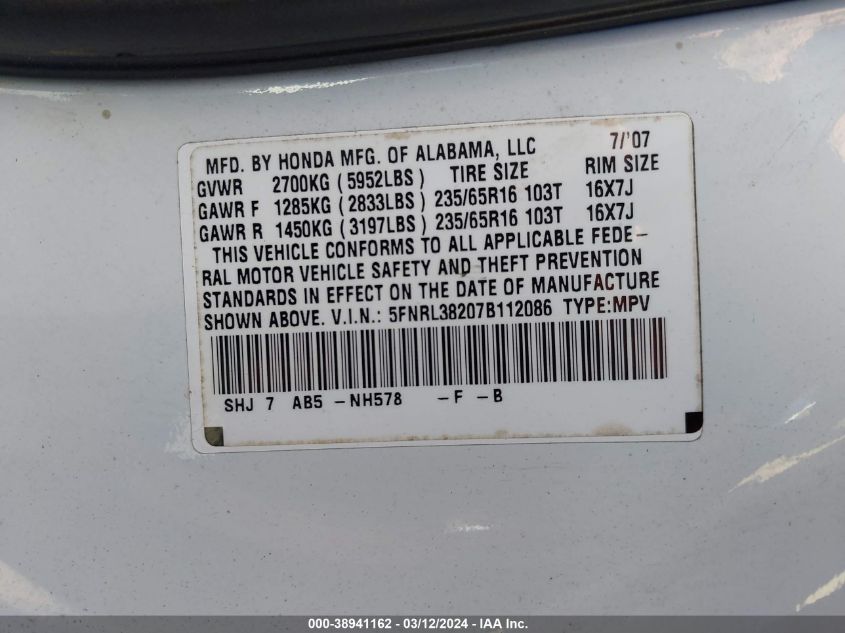 MFD. BY HONDA MFG. OF ALABAMA, LLC 7/'07
GVWR 2700KG (5952LBS) TIRE SIZE RIM SIZE
GAWR F 1285KG (2833LBS) 235/65R16 103T 16X7J
GAWR R 1450KG (3197LBS) 235/65R16 103T 16X7J
THIS VEHICLE CONFORMS TO ALL APPLICABLE FEDE-
RAL MOTOR VEHICLE SAFETY AND THEFT PREVENTION
STANDARDS IN EFFECT ON THE DATE OF MANUFACTURE
SHOWN ABOVE. V.I.N.: 5FNRL38207B112086 TYPE:MPV
SHJ 7 AB5 -NH578 -F -B
000-38941162 - 03/12/2024 - IAA Inc.